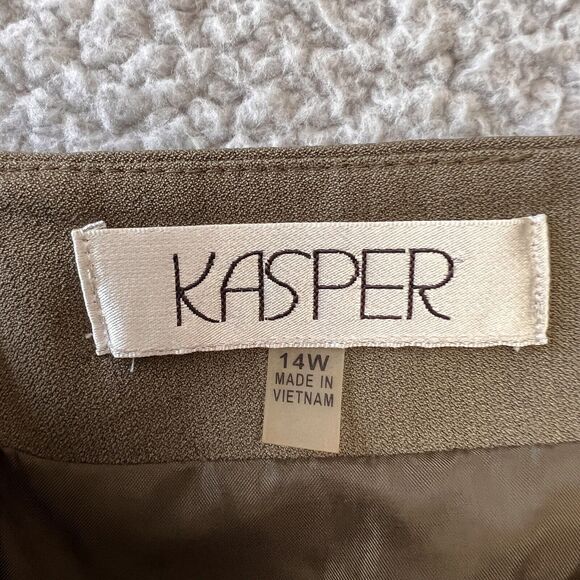 KASPER
14W
MADE IN
VIETNAM